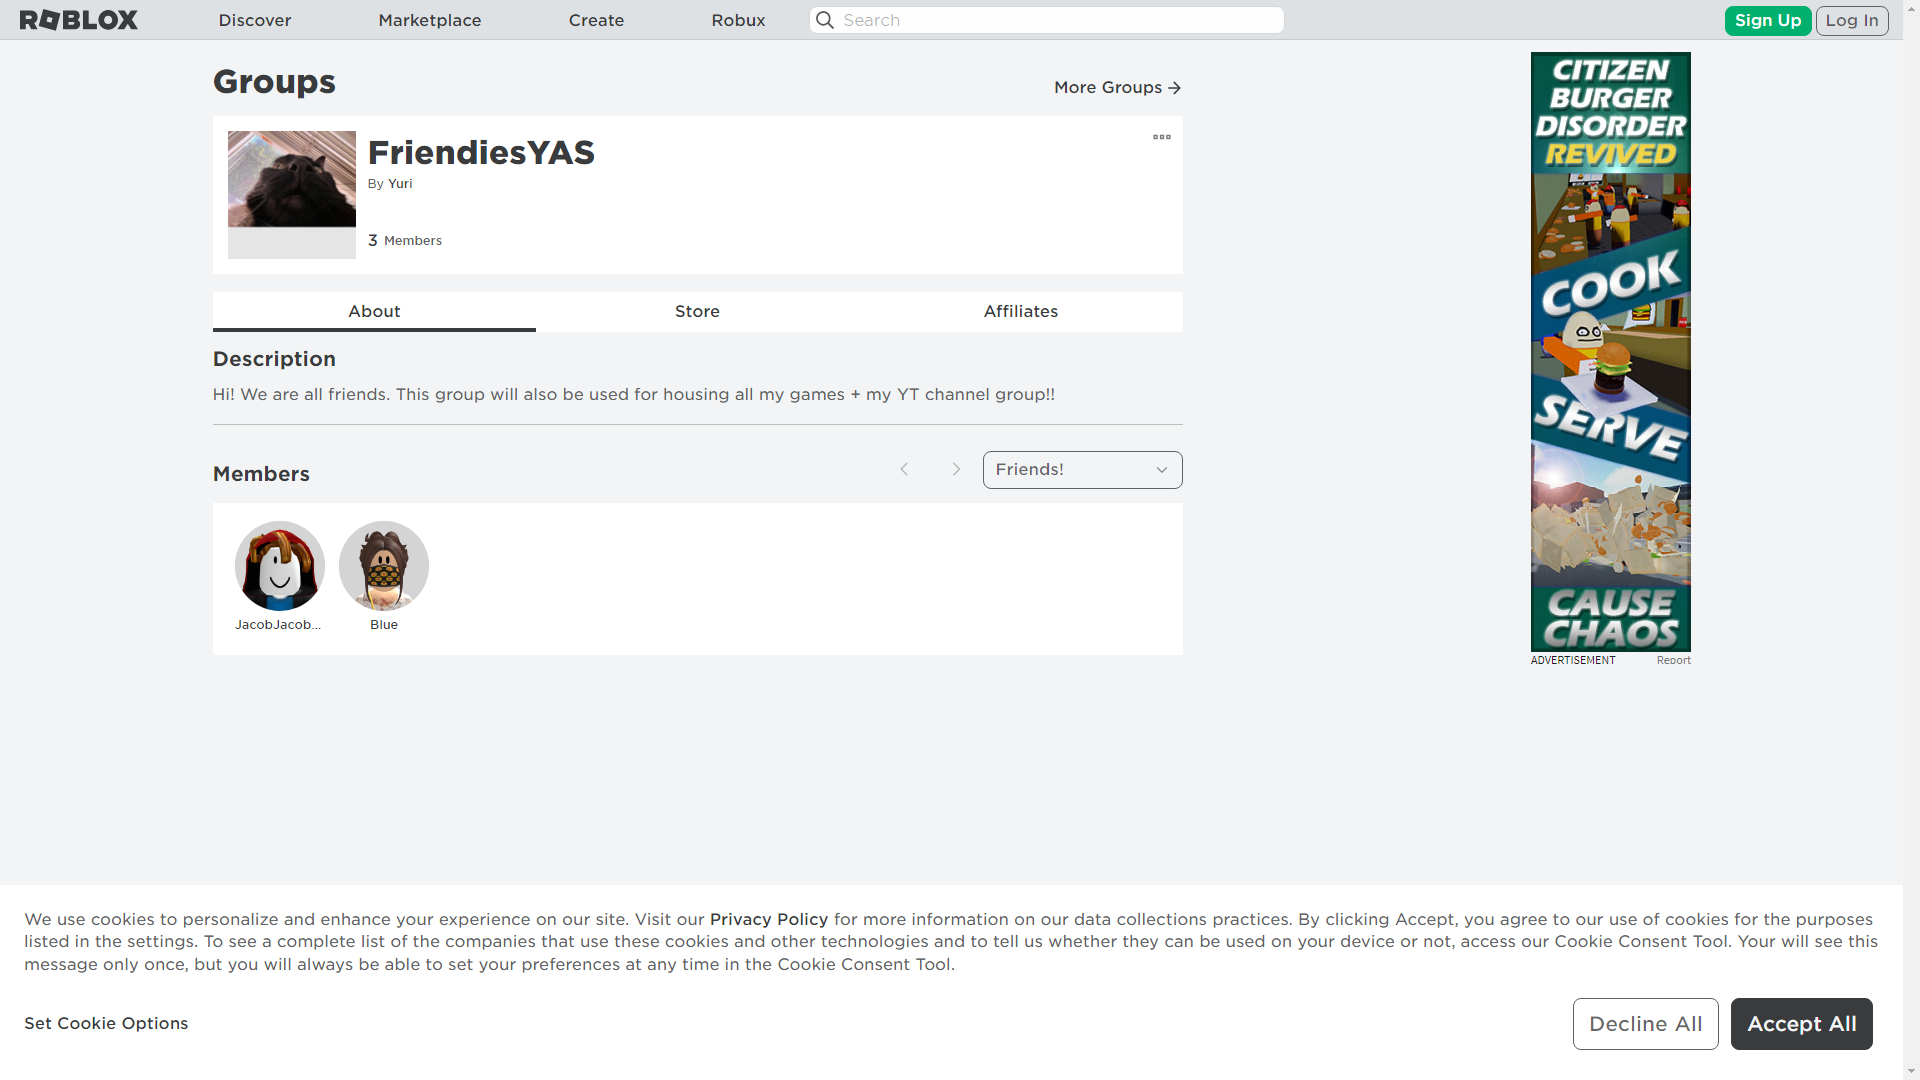 ROBLOX
Discover
Marketplace
Create
Robux
Search
Sign Up
Log In
Groups
More Groups
FriendiesYAS
By Yuri
3 Members
About
Store
Affiliates
Description
Hi! We are all friends. This group will also be used for housing all my games + my YT channel group!!
Members
Friends!
JacobJacob...
Blue
CITIZEN
BURGER
DISORDER
REVIVED
COOK
SERVE
CAUSE
CHAOS
ADVERTISEMENT
Report
We use cookies to personalize and enhance your experience on our site. Visit our Privacy Policy for more information on our data collections practices. By clicking Accept, you agree to our use of cookies for the purposes
listed in the settings. To see a complete list of the companies that use these cookies and other technologies and to tell us whether they can be used on your device or not, access our Cookie Consent Tool. Your will see this
message only once, but you will always be able to set your preferences at any time in the Cookie Consent Tool.
Set Cookie Options
Decline All
Accept All